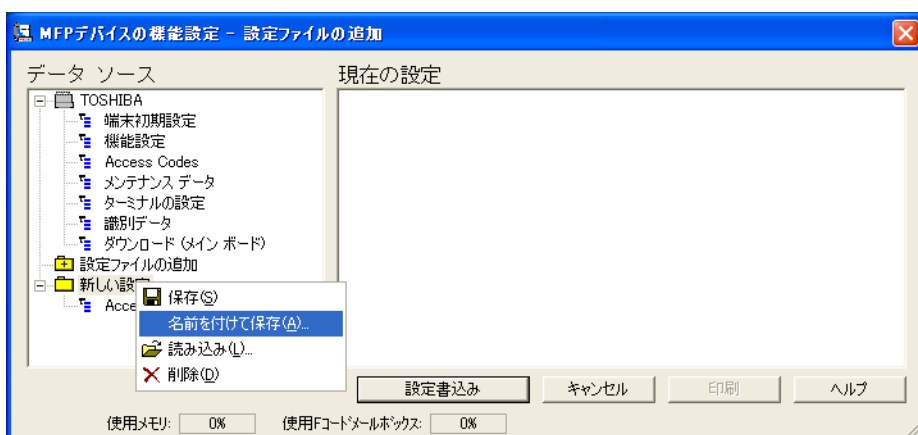 MFPデバイスの機能設定 - 設定ファイルの追加
データ ソース
現在の設定
TOSHIBA
端末初期設定
機能設定
Access Codes
メンテナンス データ
ターミナルの設定
識別データ
ダウンロード (メイン ボード)
設定ファイルの追加
新しい設定
Acce
保存(S)
名前を付けて保存(A)...
読み込み(L)...
削除(D)
設定書込み
キャンセル
印刷
ヘルプ
使用メモリ: 0%
使用Fコードメールボックス: 0%